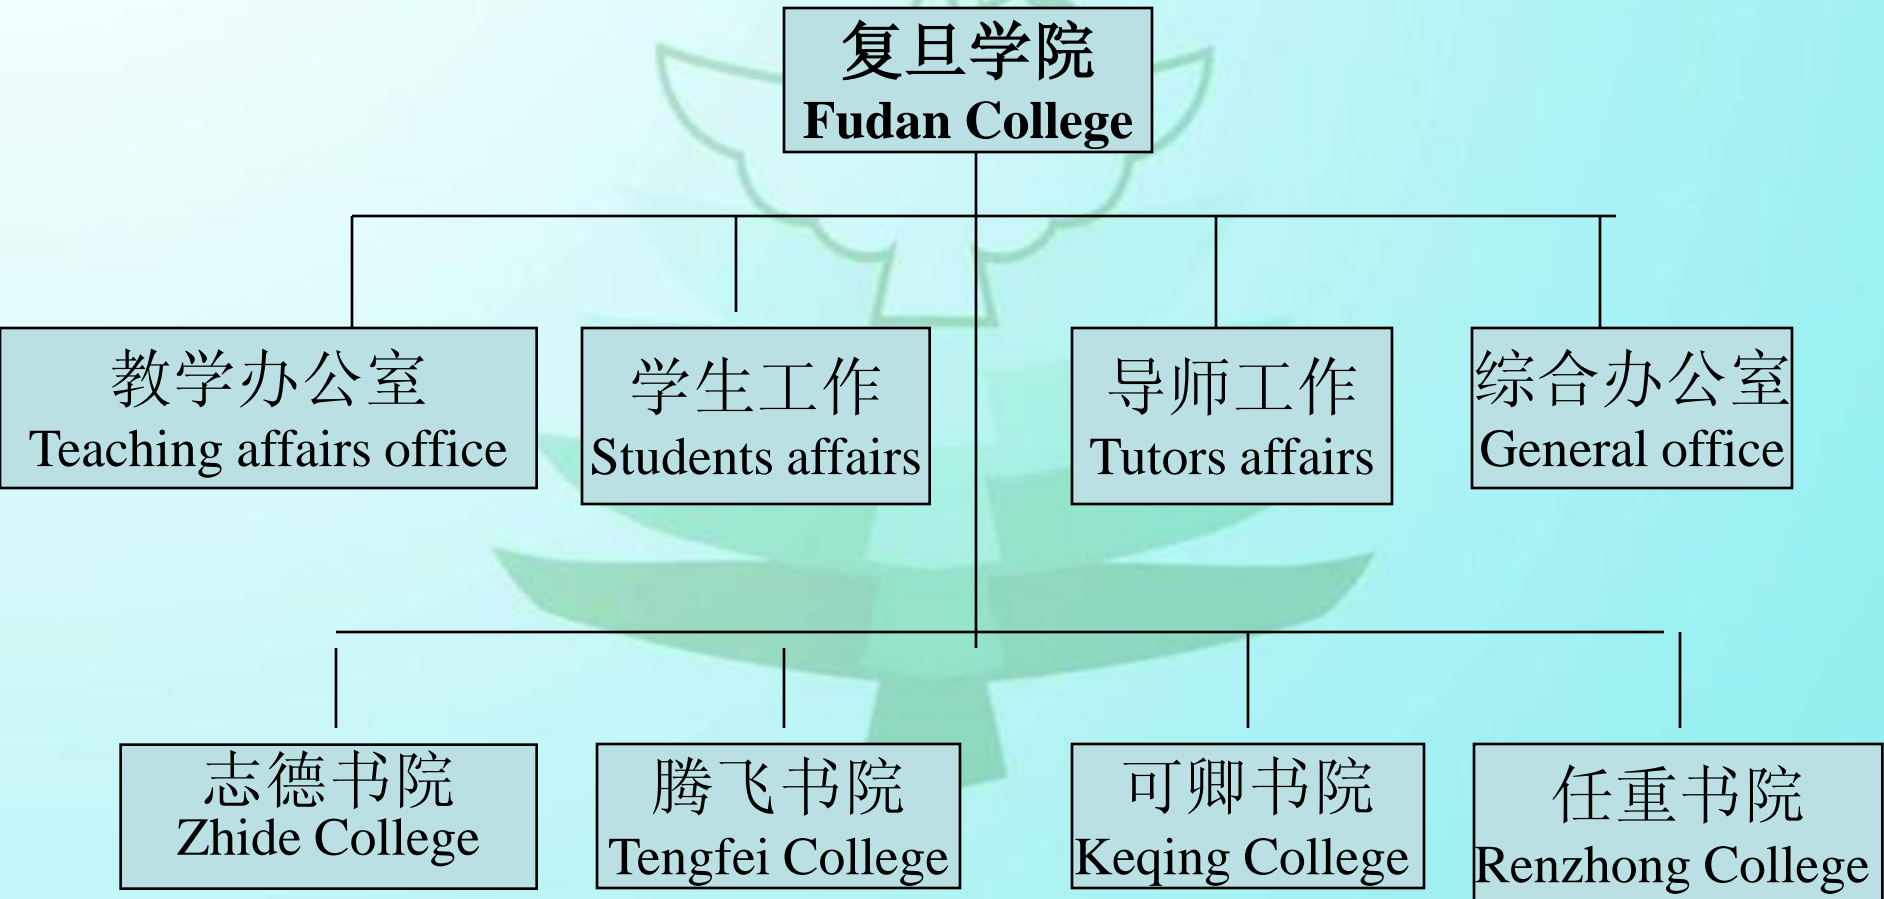 复旦学院
Fudan College
教学办公室
Teaching affairs office
学生工作
Students affairs
导师工作
Tutors affairs
综合办公室
General office
志德书院
Zhide College
腾飞书院
Tengfei College
可卿书院
Keqing College
任重书院
Renzhong College